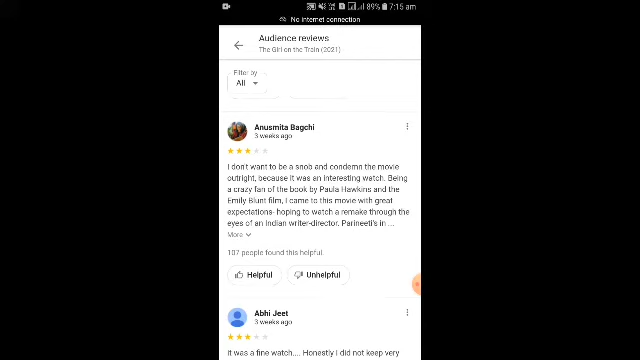 89% 7:15 am
No internet connection
Audience reviews
The Girl on the Train (2021)
Filter by
All
Anusmita Bagchi
3 weeks ago
I don't want to be a snob and condemn the movie
outright, because it was an interesting watch. Being
a crazy fan of the book by Paula Hawkins and the
Emily Blunt film, I came to this movie with great
expectations- hoping to watch a remake through the
eyes of an Indian writer-director. Parineeti's in ...
More
107 people found this helpful.
Helpful
Unhelpful
Abhi Jeet
3 weeks ago
It was a fine watch.... Honestly I did not keep very